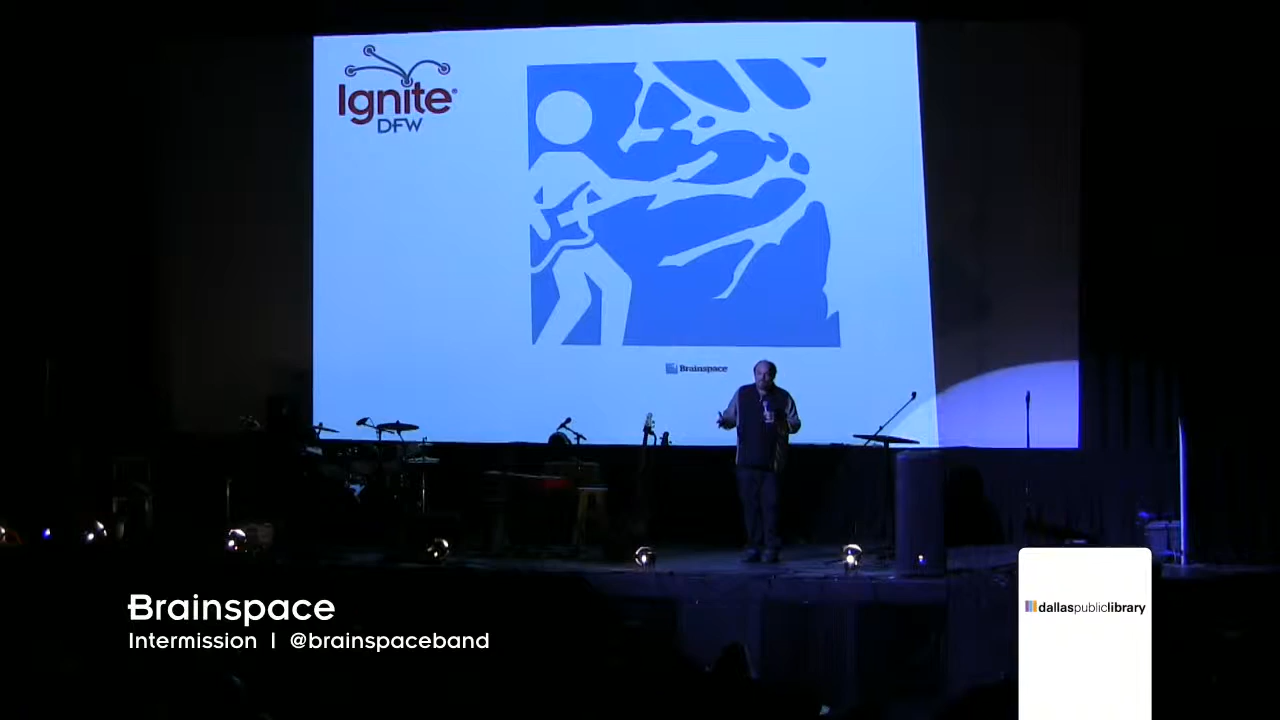 Ignite
DFW
Brainspace
Brainspace
Intermission | @brainspaceband
dallaspubliclibrary